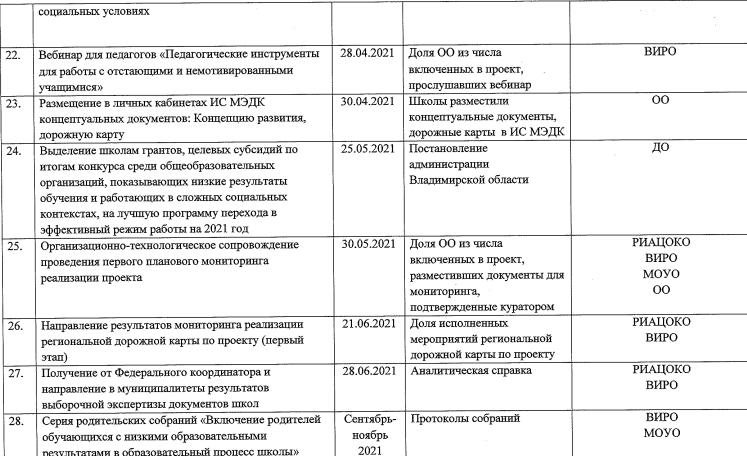 социальных условиях
22. Вебинар для педагогов «Педагогические инструменты 28.04.2021 Доля ОО из числа ВИРО
для работы с отстающими и немотивированными включенных в проект,
учащимися» прослушавших вебинар
23. Размещение в личных кабинетах ИС МЭДК 30.04.2021 Школы разместили ОО
концептуальных документов: Концепцию развития, концептуальные документы,
дорожную карту дорожные карты в ИС МЭДК
24. Выделение школам грантов, целевых субсидий по 25.05.2021 Постановление ДО
итогам конкурса среди общеобразовательных администрации
организаций, показывающих низкие результаты Владимирской области
обучения и работающих в сложных социальных
контекстах, на лучшую программу перехода в
эффективный режим работы на 2021 год
25. Организационно-технологическое сопровождение 30.05.2021 Доля ОО из числа РИАЦОКО
проведения первого планового мониторинга включенных в проект, ВИРО
реализации проекта разместивших документы для МОУО
мониторинга, ОО
подтвержденные куратором
26. Направление результатов мониторинга реализации 21.06.2021 Доля исполненных РИАЦОКО
региональной дорожной карты по проекту (первый мероприятий региональной ВИРО
этап) дорожной карты по проекту
27. Получение от Федерального координатора и 28.06.2021 Аналитическая справка РИАЦОКО
направление в муниципалитеты результатов ВИРО
выборочной экспертизы документов школ
28. Серия родительских собраний «Включение родителей Сентябрь- Протоколы собраний ВИРО
обучающихся с низкими образовательными ноябрь МОУО
результатами в образовательный процесс школы» 2021